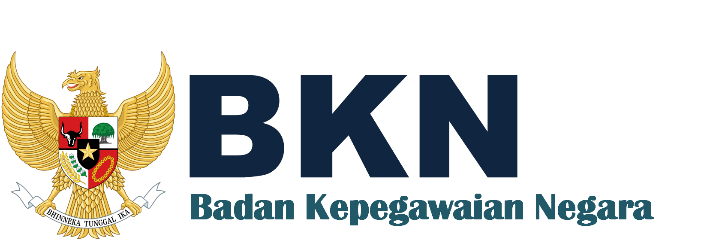 BKN
Badan Kepegawaian Negara
BHINNEKA TUNGGAL IKA